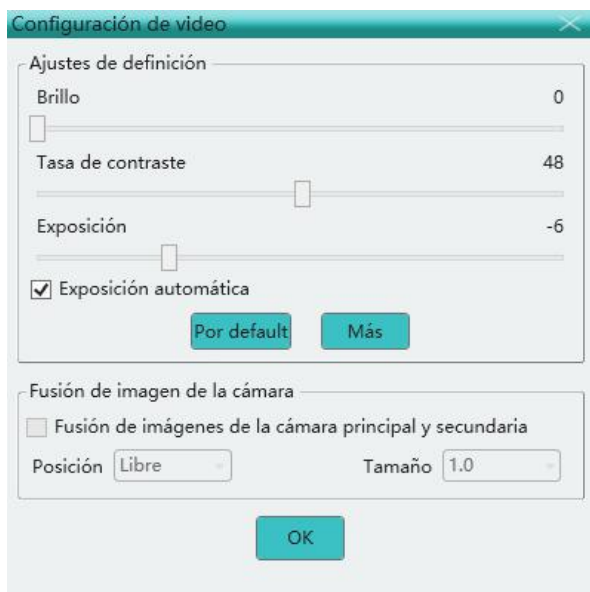 Configuración de video
Ajustes de definición
Brillo 0
Tasa de contraste 48
Exposición -6
Exposición automática
Por default Más
Fusión de imagen de la cámara
Fusión de imágenes de la cámara principal y secundaria
Posición Libre Tamaño 1.0
OK